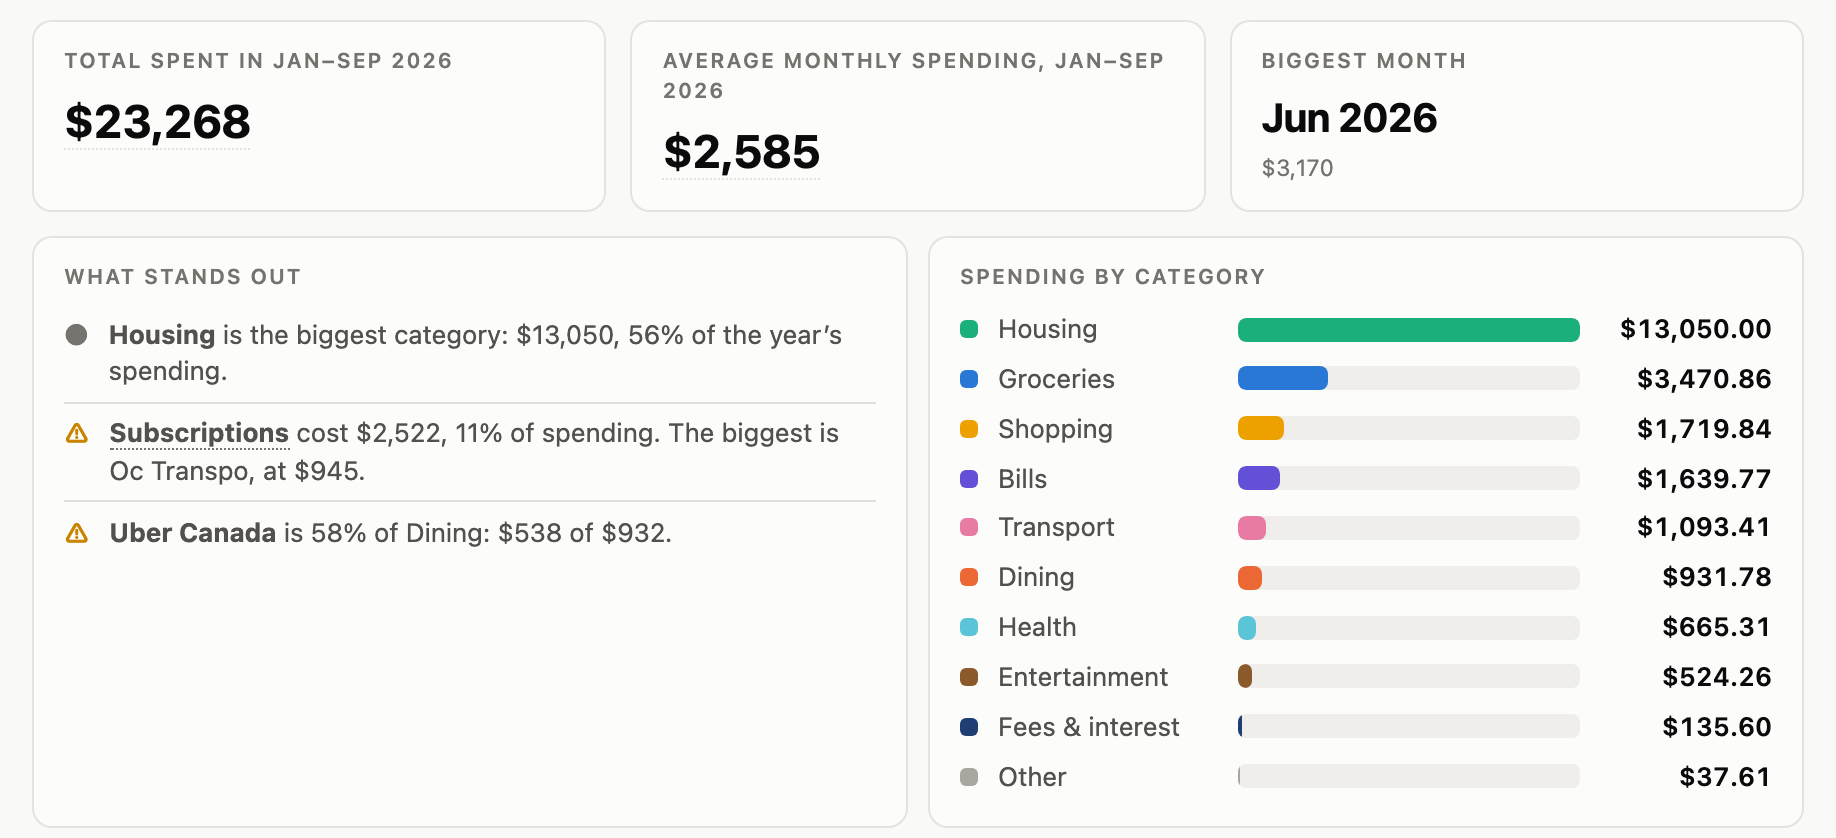 TOTAL SPENT IN JAN–SEP 2026
$23,268
AVERAGE MONTHLY SPENDING, JAN–SEP
2026
$2,585
BIGGEST MONTH
Jun 2026
$3,170
WHAT STANDS OUT
Housing is the biggest category: $13,050, 56% of the year’s
spending.
Subscriptions cost $2,522, 11% of spending. The biggest is
Oc Transpo, at $945.
Uber Canada is 58% of Dining: $538 of $932.
SPENDING BY CATEGORY
Housing $13,050.00
Groceries $3,470.86
Shopping $1,719.84
Bills $1,639.77
Transport $1,093.41
Dining $931.78
Health $665.31
Entertainment $524.26
Fees & interest $135.60
Other $37.61